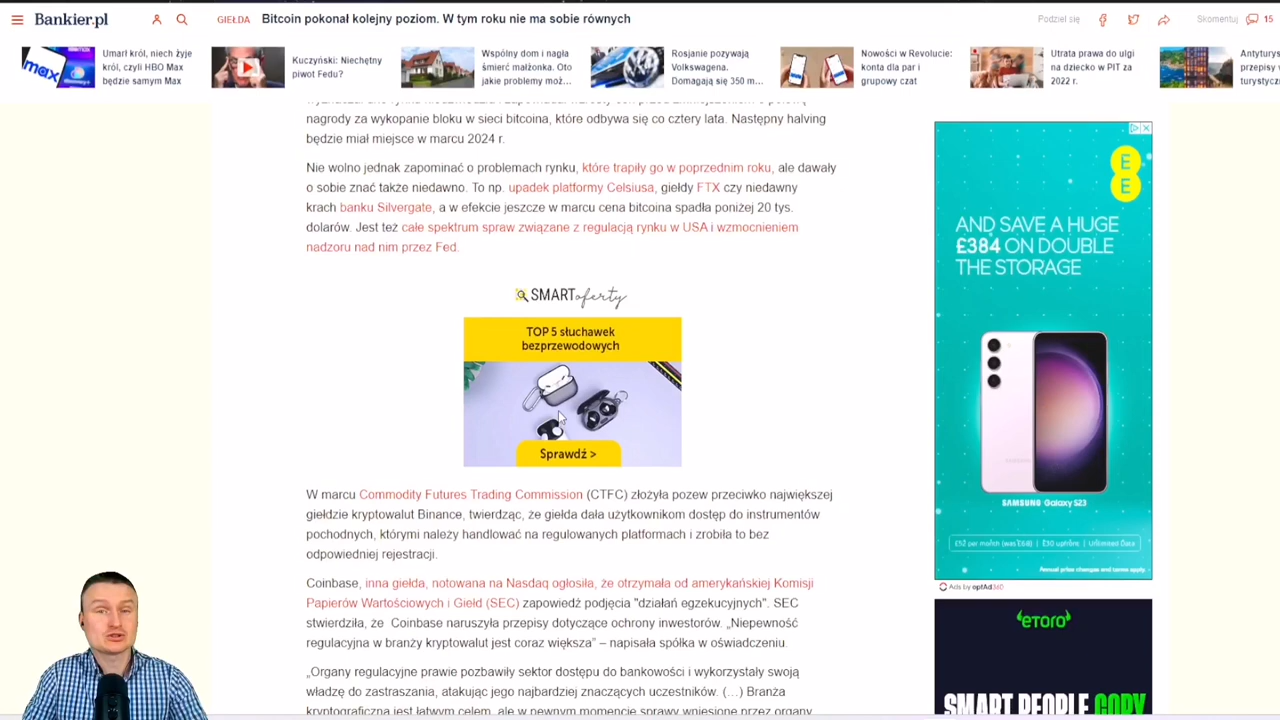 Bankier.pl
GIEŁDA
Bitcoin pokonał kolejny poziom. W tym roku nie ma sobie równych
Podziel się
Skomentuj
15
max
Umarł król, niech żyje
król, czyli HBO Max
będzie samym Max
Kuczyński: Niechętny
piwot Fedu?
Wspólny dom i nagła
śmierć małżonka. Oto
jakie problemy moż...
Rosjanie pozywają
Volkswagena.
Domagają się 350 m...
Nowości w Revolucie:
konta dla par i
grupowy czat
Utrata prawa do ulgi
na dziecko w PIT za
2022 r.
Antytury
przepisy
turystycz
nagrody za wykopanie bloku w sieci bitcoina, które odbywa się co cztery lata. Następny halving
będzie miał miejsce w marcu 2024 r.
Nie wolno jednak zapominać o problemach rynku, które trapiły go w poprzednim roku, ale dawały
o sobie znać także niedawno. To np. upadek platformy Celsiusa, giełdy FTX czy niedawny
krach banku Silvergate, a w efekcie jeszcze w marcu cena bitcoina spadła poniżej 20 tys.
dolarów. Jest też całe spektrum spraw związane z regulacją rynku w USA i wzmocnieniem
nadzoru nad nim przez Fed.
SMARToferty
TOP 5 słuchawek
bezprzewodowych
Sprawdź >
W marcu Commodity Futures Trading Commission (CTFC) złożyła pozew przeciwko największej
giełdzie kryptowalut Binance, twierdząc, że giełda dała użytkownikom dostęp do instrumentów
pochodnych, którymi należy handlować na regulowanych platformach i zrobiła to bez
odpowiedniej rejestracji.
Coinbase, inna giełda, notowana na Nasdaq ogłosiła, że otrzymała od amerykańskiej Komisji
Papierów Wartościowych i Giełd (SEC) zapowiedź podjęcia "działań egzekucyjnych". SEC
stwierdziła, że Coinbase naruszyła przepisy dotyczące ochrony inwestorów. „Niepewność
regulacyjna w branży kryptowalut jest coraz większa” – napisała spółka w oświadczeniu.
„Organy regulacyjne prawie pozbawiły sektor dostępu do bankowości i wykorzystały swoją
władzę do zastraszania, atakując jego najbardziej znaczących uczestników. (…) Branża
kryptograficzna jest łatwym celem, ale w pewnym momencie sprawy wniesione przez organy
EE
AND SAVE A HUGE
£384 ON DOUBLE
THE STORAGE
SAMSUNG Galaxy S23
£52 per month (was £68) | £30 upfront | Unlimited Data
Annual price changes and terms apply.
Ads by optAd360
eToro
SMART PEOPLE COPY